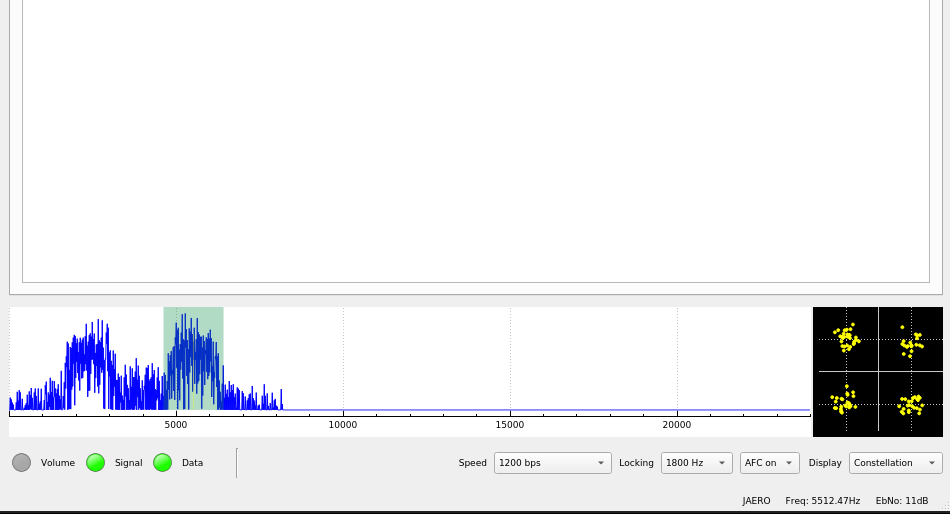 5000 10000 15000 20000
Volume Signal Data Speed 1200 bps Locking 1800 Hz AFC on Display Constellation
JAERO Freq: 5512.47Hz EbNo: 11dB